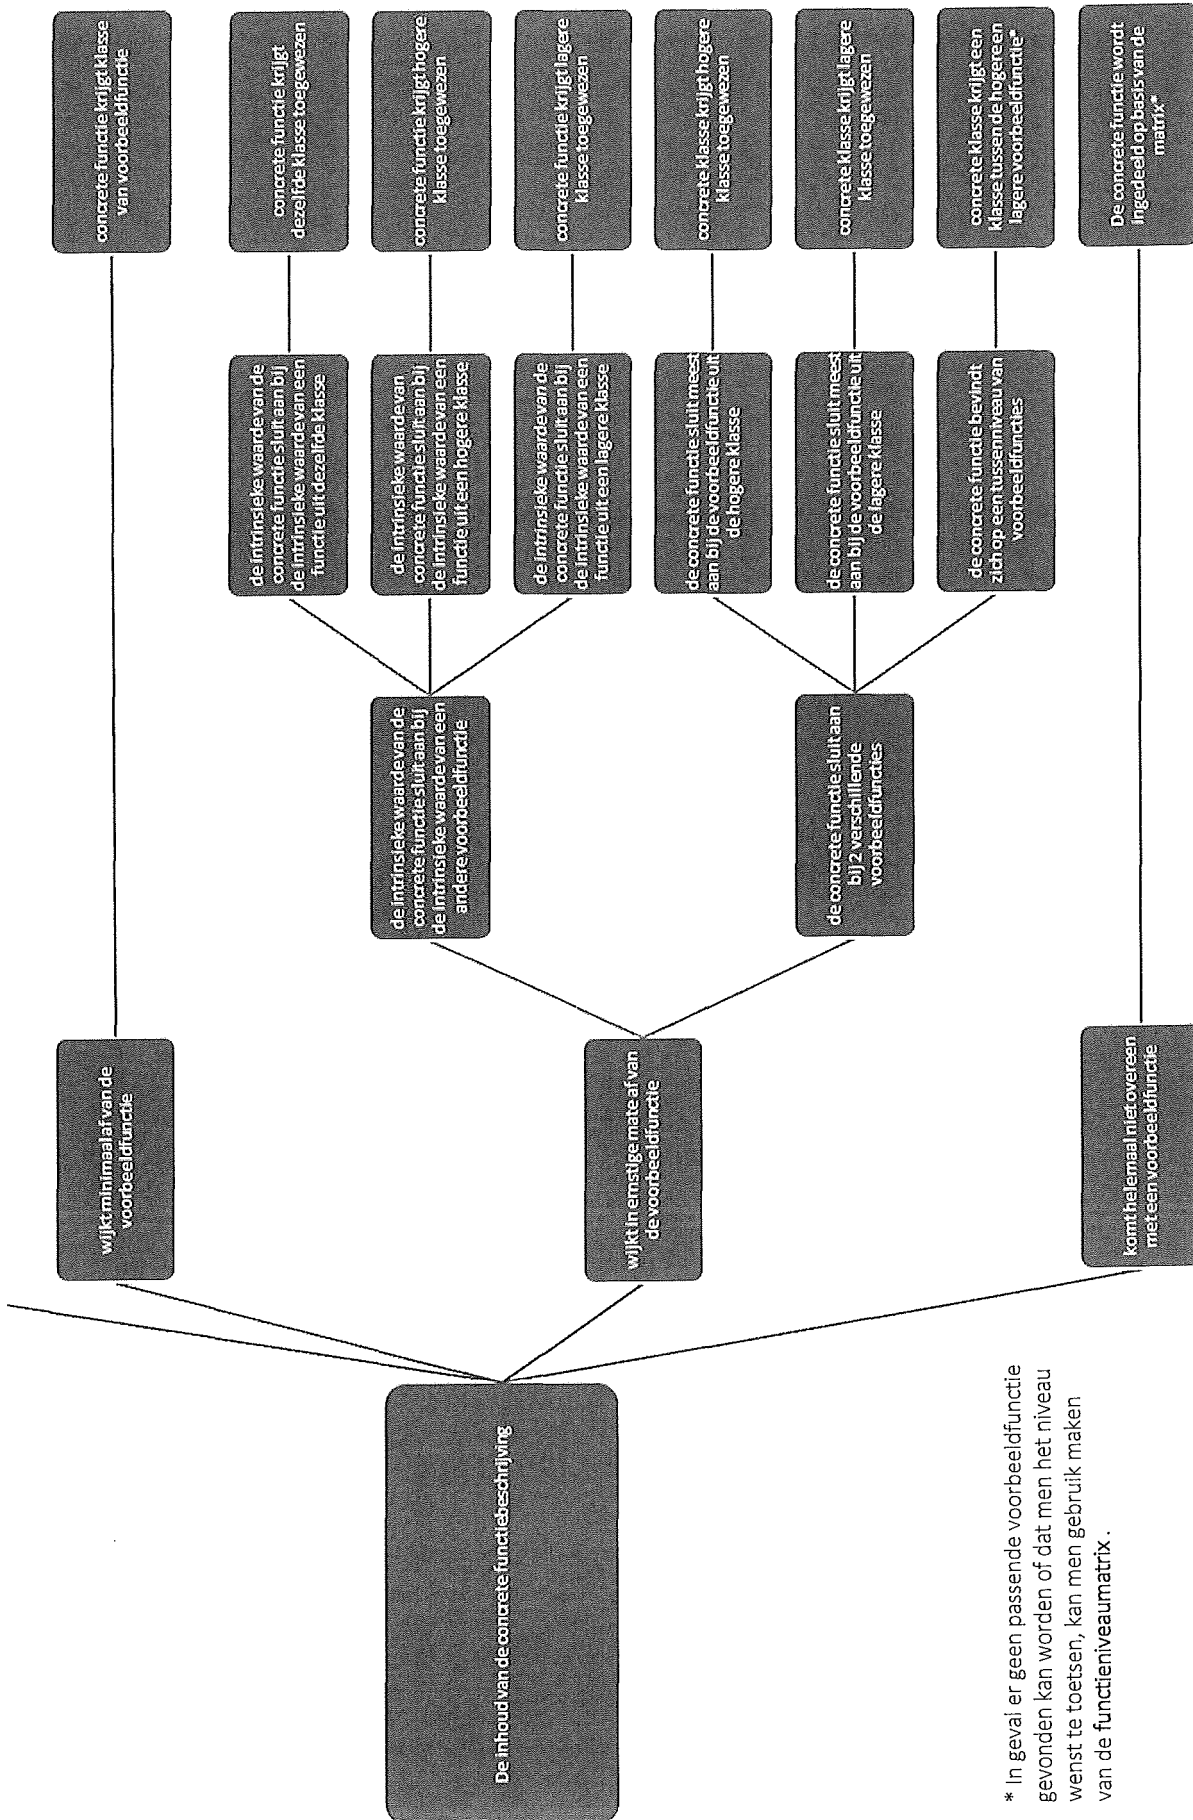 De inhoud van de concrete functiebeschrijving
wijkt minimaal af van de
voorbeeldfunctie
concrete functie krijgt klasse
van voorbeeldfunctie
wijkt in ernstige mate af van
de voorbeeldfunctie
de intrinsieke waarde van de
concrete functie sluit aan bij
de intrinsieke waarde van een
andere voorbeeldfunctie
de intrinsieke waarde van de
concrete functie sluit aan bij
de intrinsieke waarde van een
functie uit dezelfde klasse
concrete functie krijgt
dezelfde klasse toegewezen
de intrinsieke waarde van
concrete functie sluit aan bij
de intrinsieke waarde van een
functie uit een hogere klasse
concrete functie krijgt hogere
klasse toegewezen
de intrinsieke waarde van de
concrete functie sluit aan bij
de intrinsieke waarde van een
functie uit een lagere klasse
concrete functie krijgt lagere
klasse toegewezen
de concrete functie sluit aan
bij 2 verschillende
voorbeeldfuncties
de concrete functie sluit meest
aan bij de voorbeeldfunctie uit
de hogere klasse
concrete klasse krijgt hogere
klasse toegewezen
de concrete functie sluit meest
aan bij de voorbeeldfunctie uit
de lagere klasse
concrete klasse krijgt lagere
klasse toegewezen
de concrete functie bevindt
zich op een tussenniveau van
voorbeeldfuncties
concrete klasse krijgt een
klasse tussen de hogere en
lagere voorbeeldfunctie*
komt helemaal niet overeen
met een voorbeeldfunctie
De concrete functie wordt
ingedeeld op basis van de
matrix*
* In geval er geen passende voorbeeldfunctie
gevonden kan worden of dat men het niveau
wenst te toetsen, kan men gebruik maken
van de functieniveaumatrix.